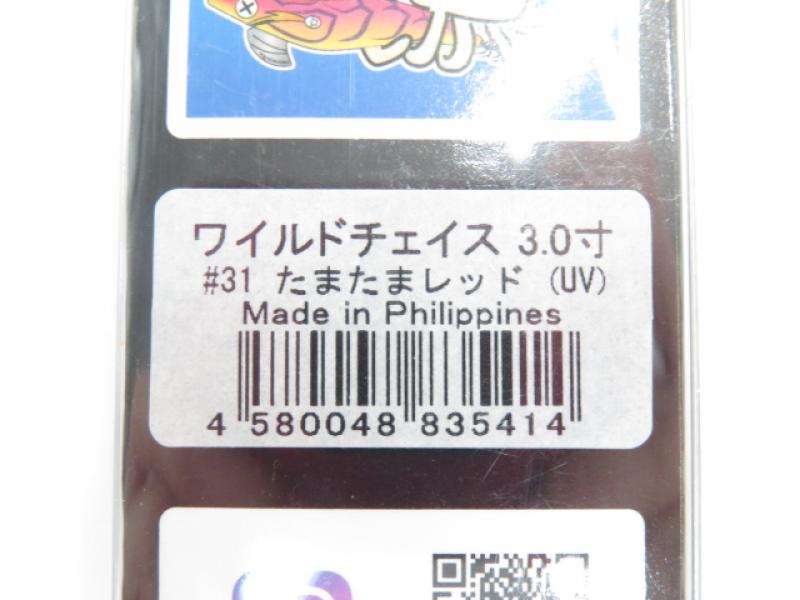 ワイルドチェイス 3.0寸
#31 たまたまレッド (UV)
Made in Philippines
4 580048 835414